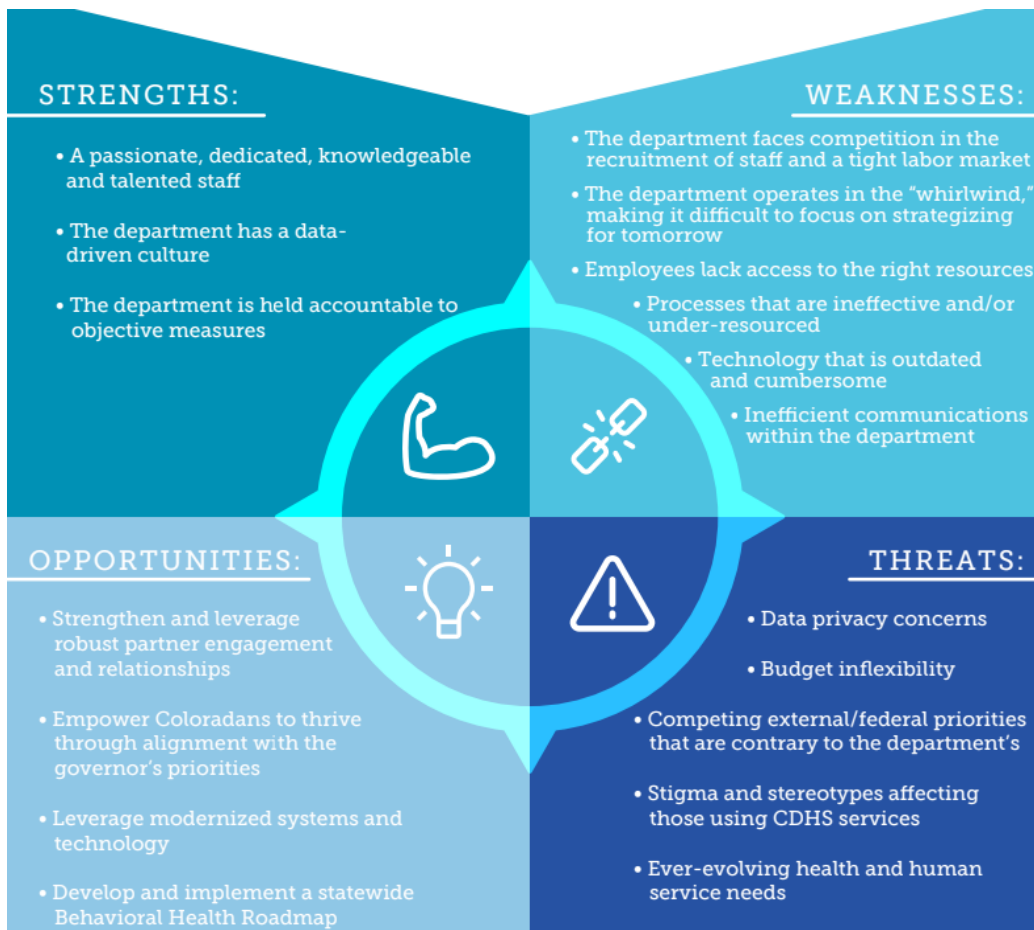 STRENGTHS:
• A passionate, dedicated, knowledgeable
and talented staff
• The department has a data-
driven culture
• The department is held accountable to
objective measures
WEAKNESSES:
• The department faces competition in the
recruitment of staff and a tight labor market
• The department operates in the “whirlwind,”
making it difficult to focus on strategizing
for tomorrow
• Employees lack access to the right resources
• Processes that are ineffective and/or
under-resourced
• Technology that is outdated
and cumbersome
• Inefficient communications
within the department
OPPORTUNITIES:
• Strengthen and leverage
robust partner engagement
and relationships
• Empower Coloradans to thrive
through alignment with the
governor’s priorities
• Leverage modernized systems and
technology
• Develop and implement a statewide
Behavioral Health Roadmap
THREATS:
• Data privacy concerns
• Budget inflexibility
• Competing external/federal priorities
that are contrary to the department’s
• Stigma and stereotypes affecting
those using CDHS services
• Ever-evolving health and human
service needs